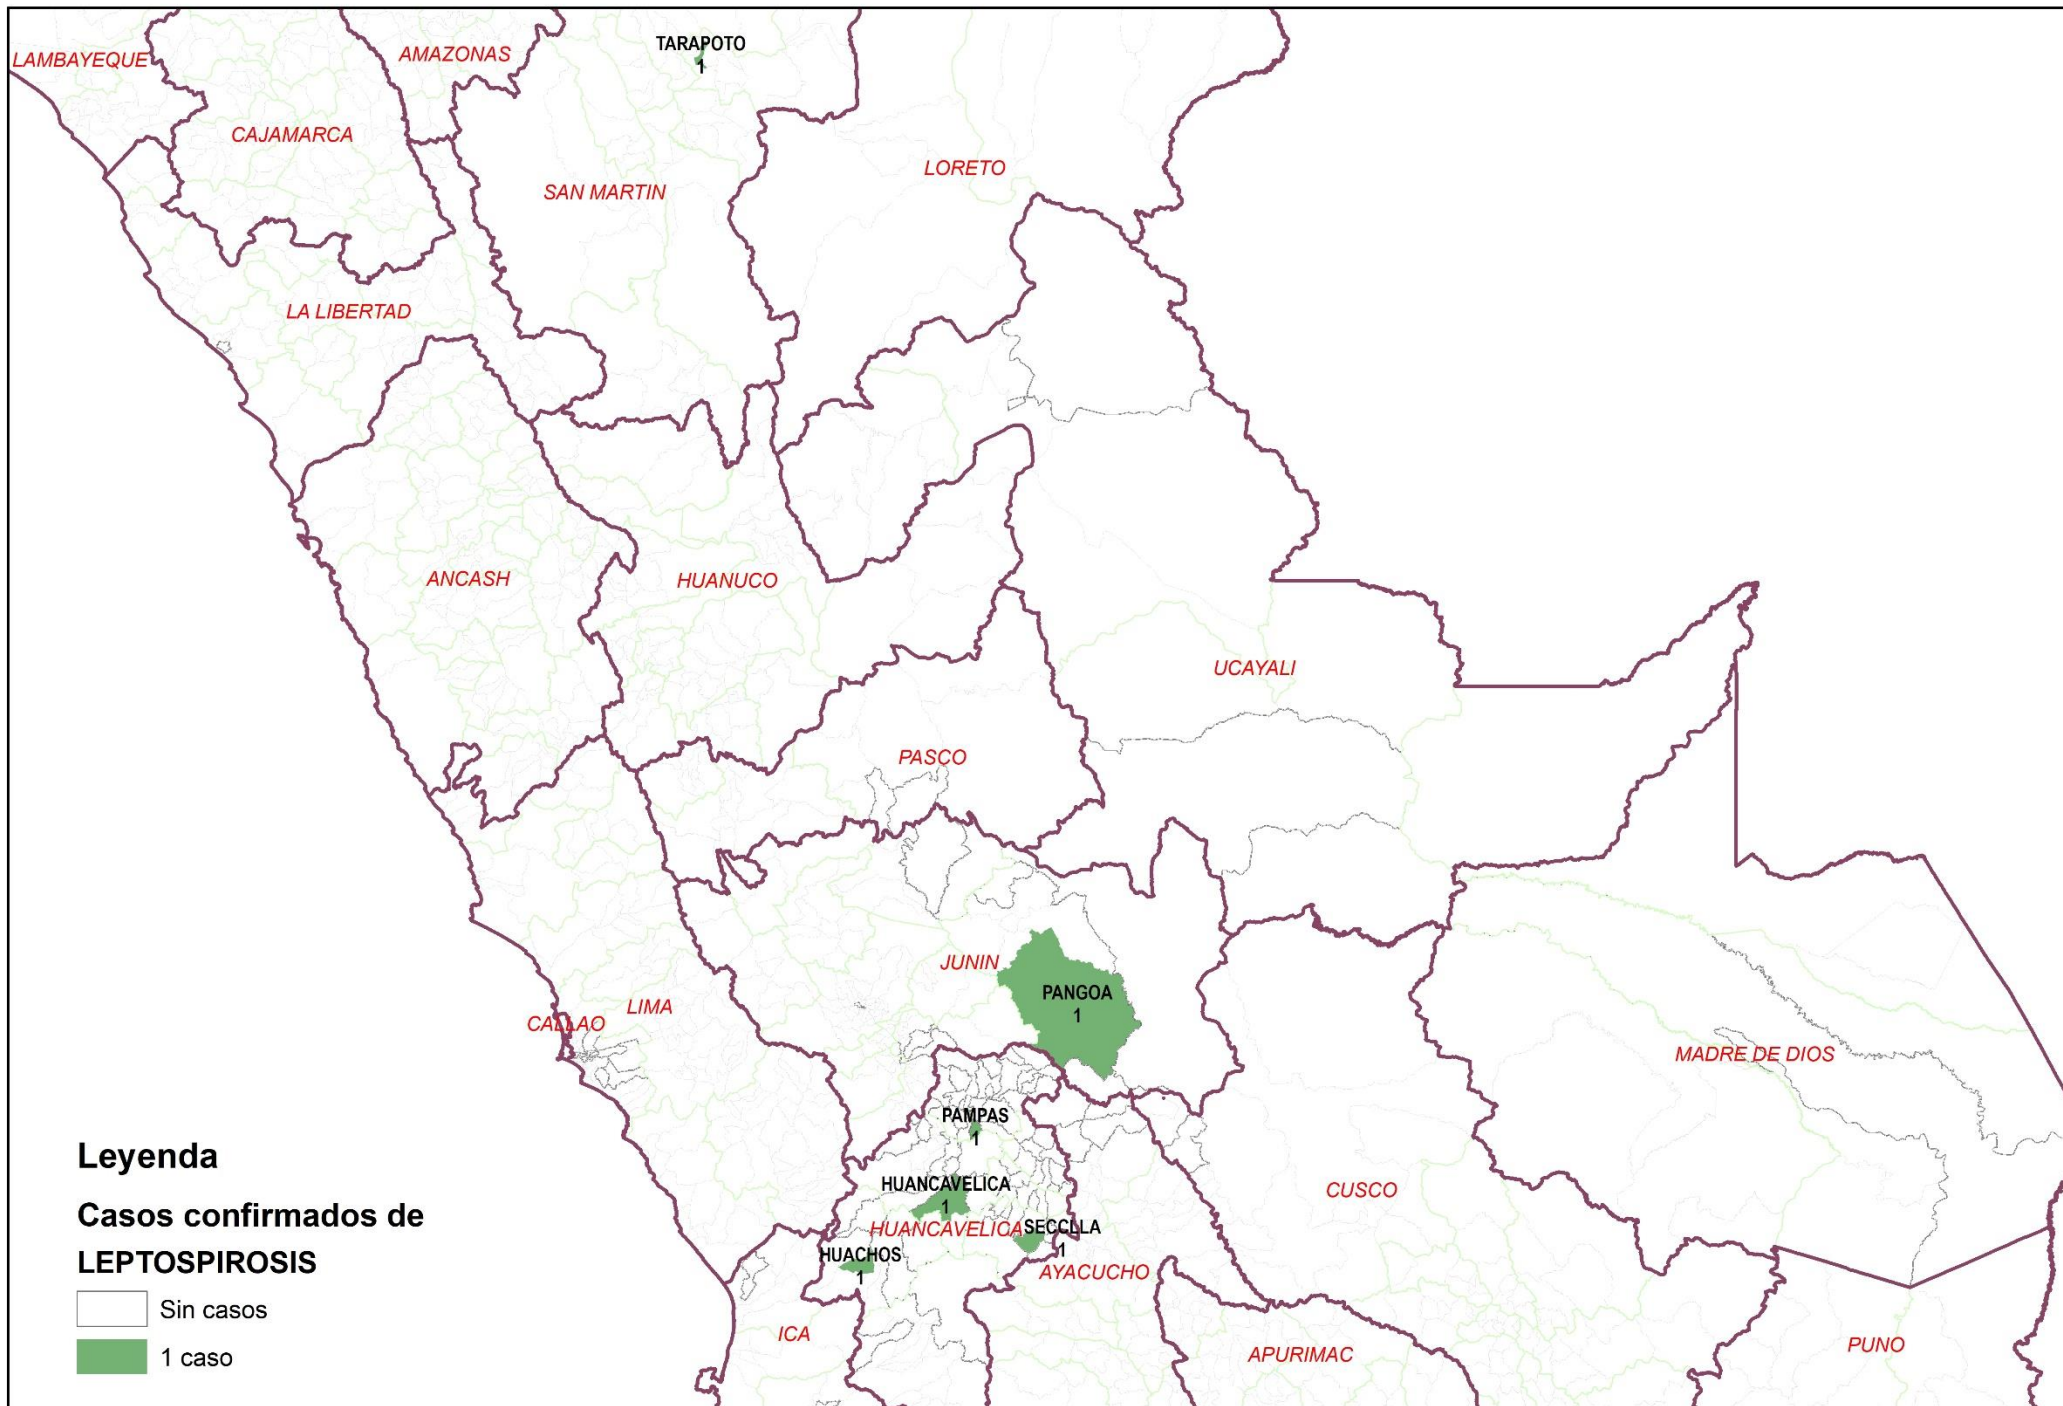 TARAPOTO
1
LAMBAYEQUE
AMAZONAS
CAJAMARCA
LORETO
SAN MARTIN
LA LIBERTAD
ANCASH
HUANUCO
UCAYALI
PASCO
JUNIN
PANGOA
1
LIMA
CALLAO
MADRE DE DIOS
PAMPAS
1
HUANCAVELICA
1
HUANCAVELICA
SECCLLA
1
HUACHOS
1
AYACUCHO
CUSCO
ICA
APURIMAC
PUNO
Leyenda
Casos confirmados de
LEPTOSPIROSIS
Sin casos
1 caso